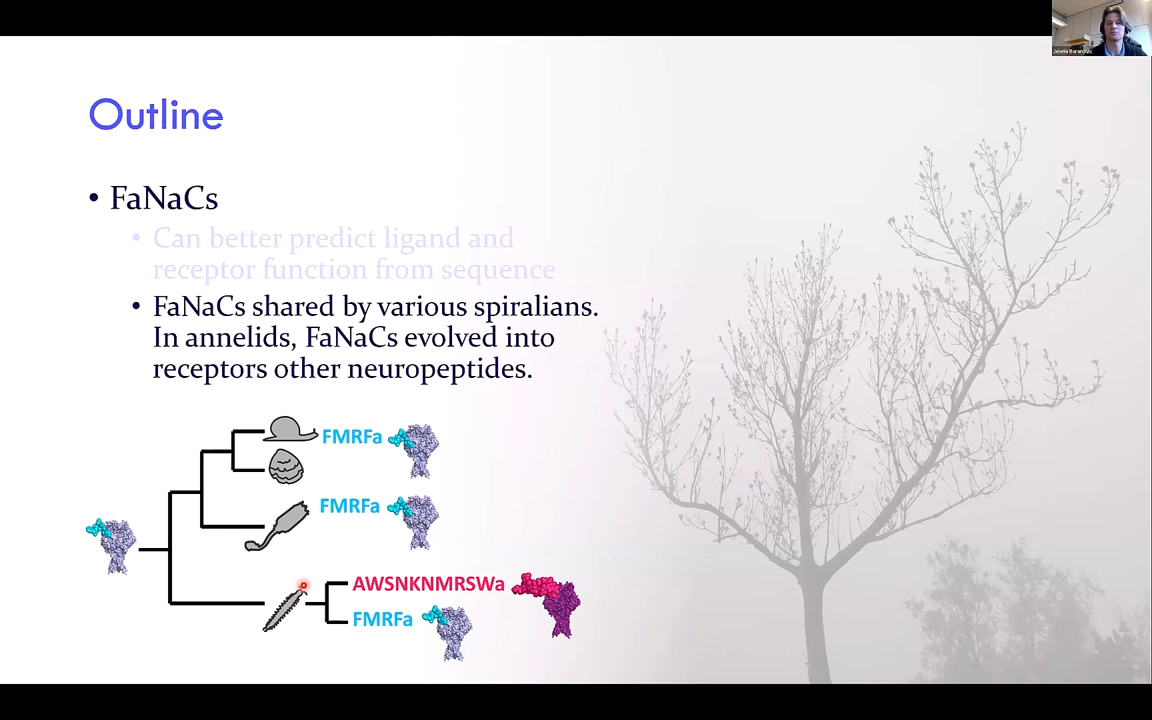 Outline
• FaNaCs
• Can better predict ligand and
receptor function from sequence
• FaNaCs shared by various spiralians.
In annelids, FaNaCs evolved into
receptors other neuropeptides.
FMRFa
FMRFa
AWSNKNMRSWa
FMRFa